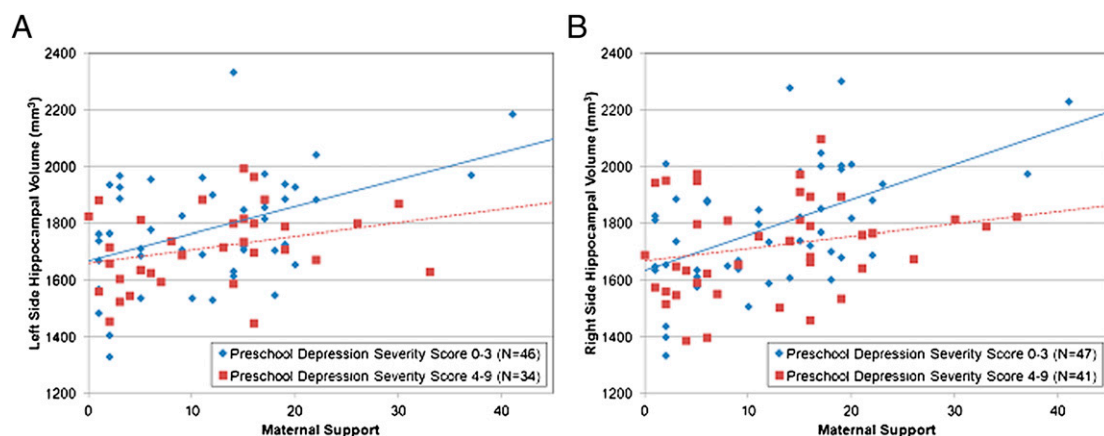 A
2400
2200
2000
1800
1600
1400
1200
Left Side Hippocampal Volume (mm³)
Preschool Depression Severity Score 0-3 (N=46)
Preschool Depression Severity Score 4-9 (N=34)
0 10 20 30 40
Maternal Support
B
2400
2200
2000
1800
1600
1400
1200
Right Side Hippocampal Volume (mm³)
Preschool Depression Severity Score 0-3 (N=47)
Preschool Depression Severity Score 4-9 (N=41)
0 10 20 30 40
Maternal Support